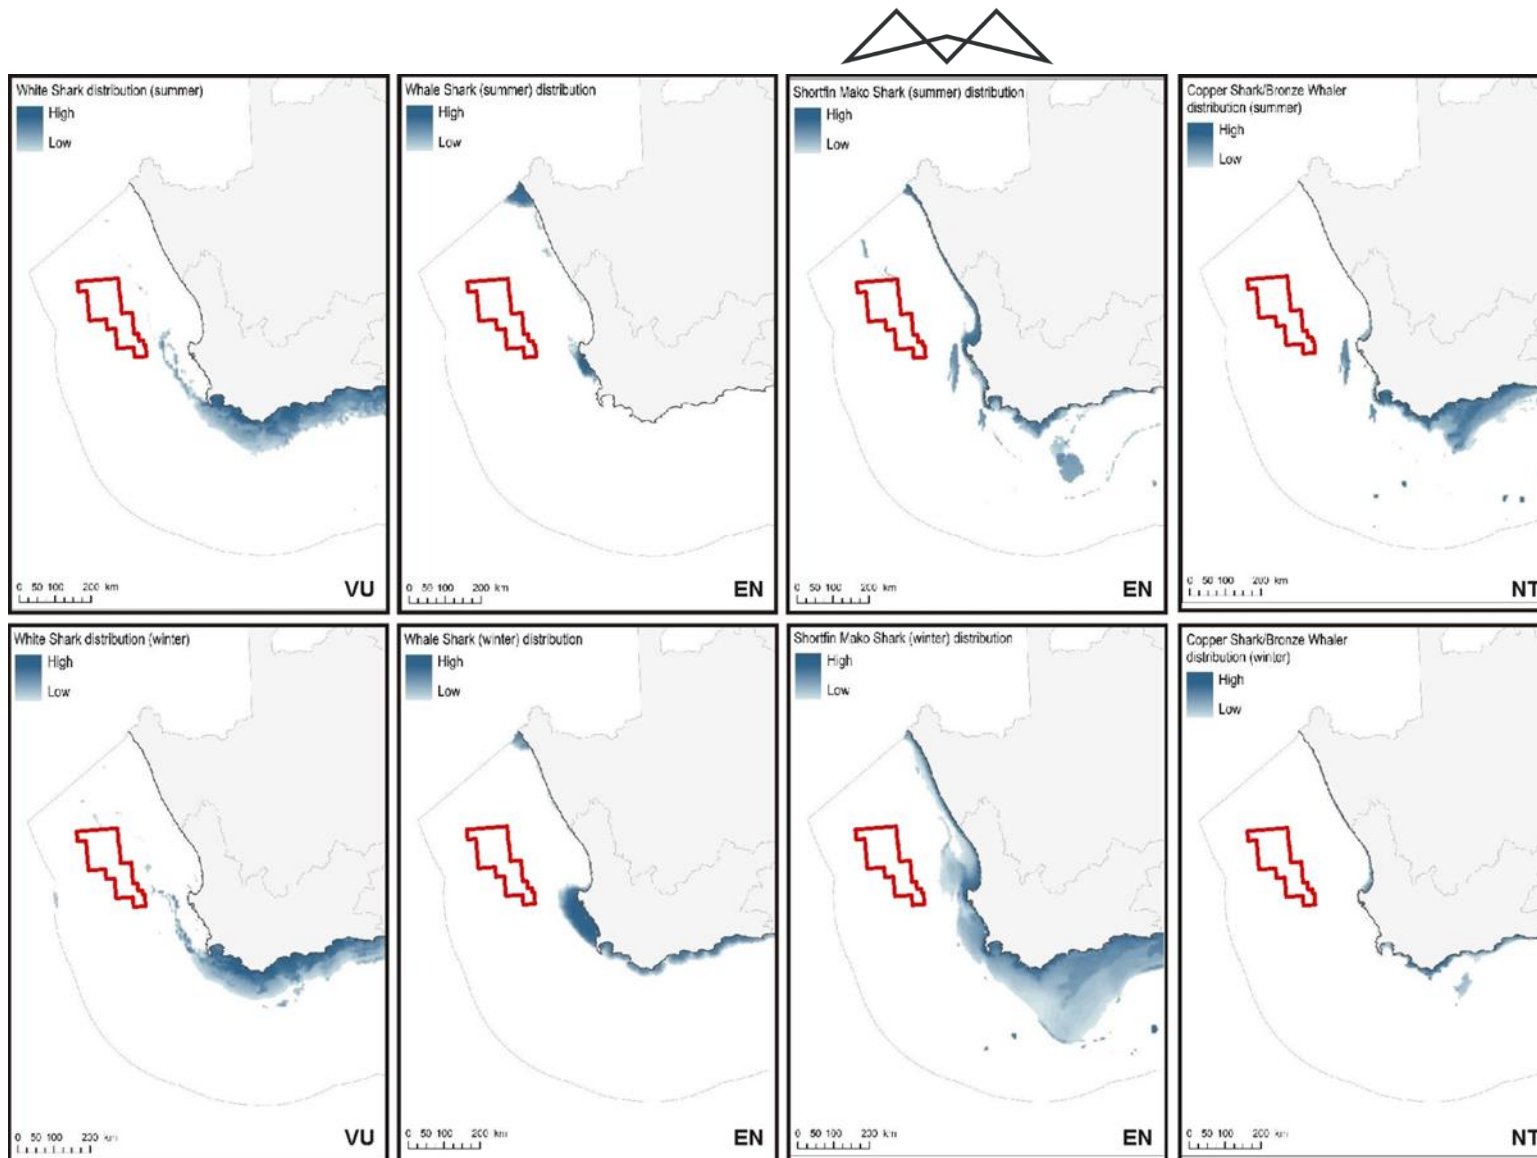 White Shark distribution (summer)
High
Low
0 50 100 200 km
VU
Whale Shark (summer) distribution
High
Low
0 50 100 200 km
EN
Shortfin Mako Shark (summer) distribution
High
Low
0 50 100 200 km
EN
Copper Shark/Bronze Whaler
distribution (summer)
High
Low
0 50 100 200 km
NT
White Shark distribution (winter)
High
Low
0 50 100 200 km
VU
Whale Shark (winter) distribution
High
Low
0 50 100 200 km
EN
Shortfin Mako Shark (winter) distribution
High
Low
0 50 100 200 km
EN
Copper Shark/Bronze Whaler
distribution (winter)
High
Low
0 50 100 200 km
NT